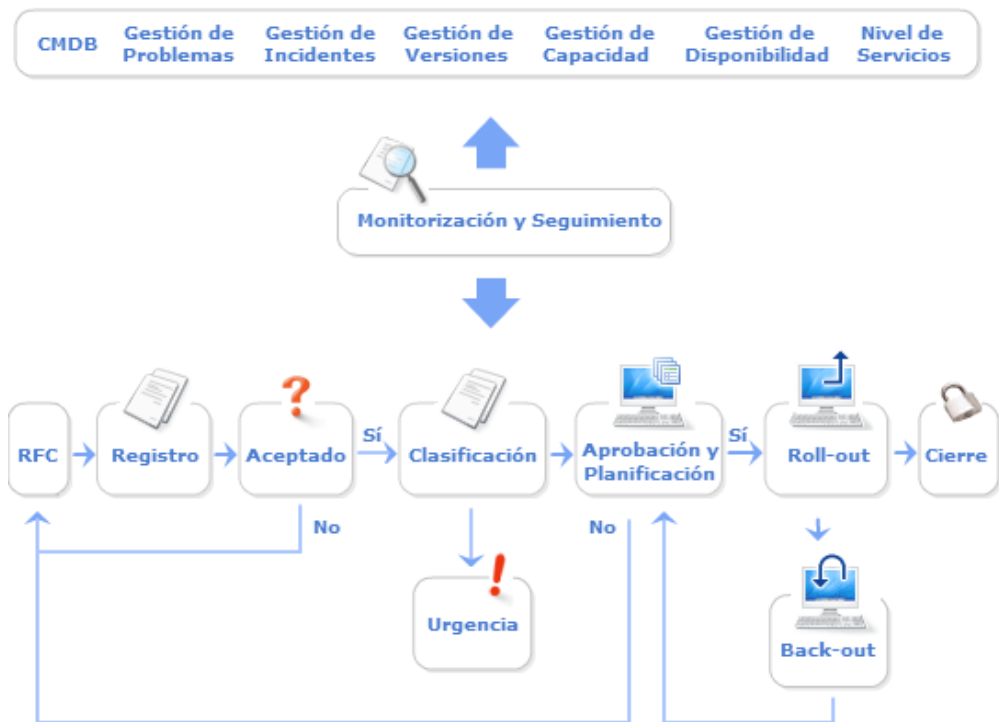 CMDB
Gestión de
Problemas
Gestión de
Incidentes
Gestión de
Versiones
Gestión de
Capacidad
Gestión de
Disponibilidad
Nivel de
Servicios
Monitorización y Seguimiento
RFC
Registro
Aceptado
Sí
Clasificación
Aprobación y
Planificación
Sí
Roll-out
Cierre
No
No
Urgencia
Back-out